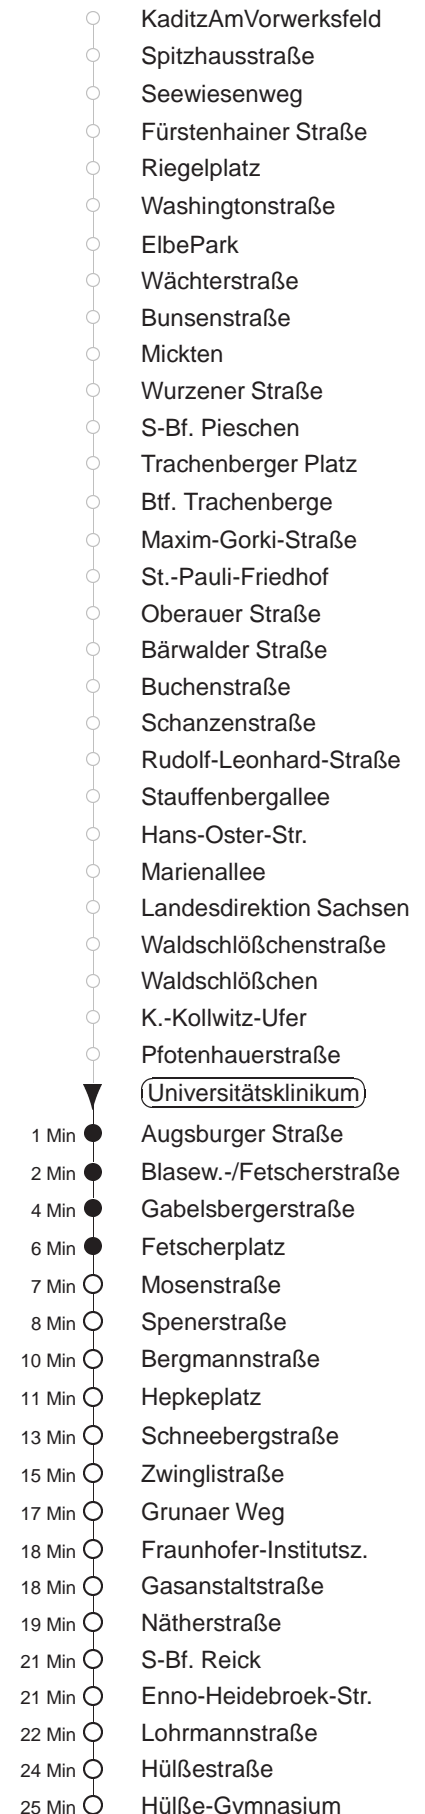 KaditzAmVorwerksfeld
Spitzhausstraße
Seewiesenweg
Fürstenhainer Straße
Riegelplatz
Washingtonstraße
ElbePark
Wächterstraße
Bunsenstraße
Mickten
Wurzener Straße
S-Bf. Pieschen
Trachenberger Platz
Btf. Trachenberge
Maxim-Gorki-Straße
St.-Pauli-Friedhof
Oberauer Straße
Bärwalder Straße
Buchenstraße
Schanzenstraße
Rudolf-Leonhard-Straße
Stauffenbergallee
Hans-Oster-Str.
Marienallee
Landesdirektion Sachsen
Waldschlößchenstraße
Waldschlößchen
K.-Kollwitz-Ufer
Pfotenhauerstraße
Universitätsklinikum
1 Min Augsburger Straße
2 Min Blasew.-/Fetscherstraße
4 Min Gabelsbergerstraße
6 Min Fetscherplatz
7 Min Mosenstraße
8 Min Spenerstraße
10 Min Bergmannstraße
11 Min Hepkeplatz
13 Min Schneebergstraße
15 Min Zwinglistraße
17 Min Grunaer Weg
18 Min Fraunhofer-Institutsz.
18 Min Gasanstaltstraße
19 Min Nätherstraße
21 Min S-Bf. Reick
21 Min Enno-Heidebroek-Str.
22 Min Lohrmannstraße
24 Min Hülßestraße
25 Min Hülße-Gymnasium